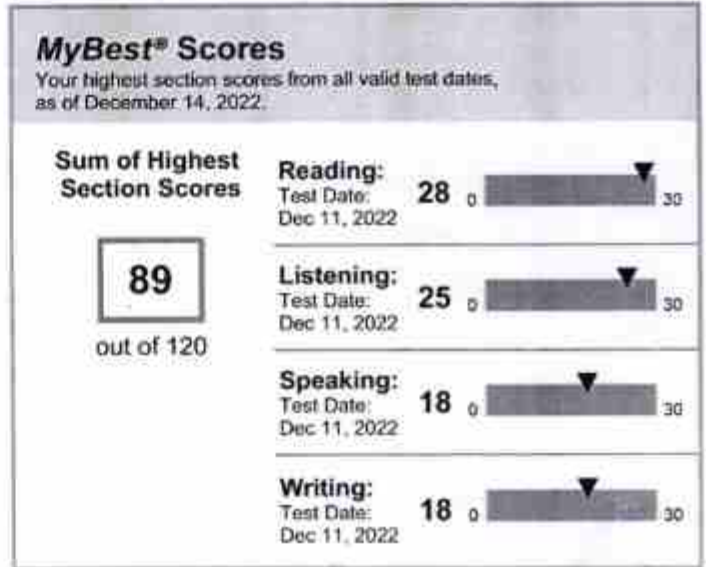 MyBest® Scores
Your highest section scores from all valid test dates,
as of December 14, 2022.
Sum of Highest
Section Scores
89
out of 120
Reading:
Test Date:
Dec 11, 2022
28
0
30
Listening:
Test Date:
Dec 11, 2022
25
0
30
Speaking:
Test Date:
Dec 11, 2022
18
0
30
Writing:
Test Date:
Dec 11, 2022
18
0
30